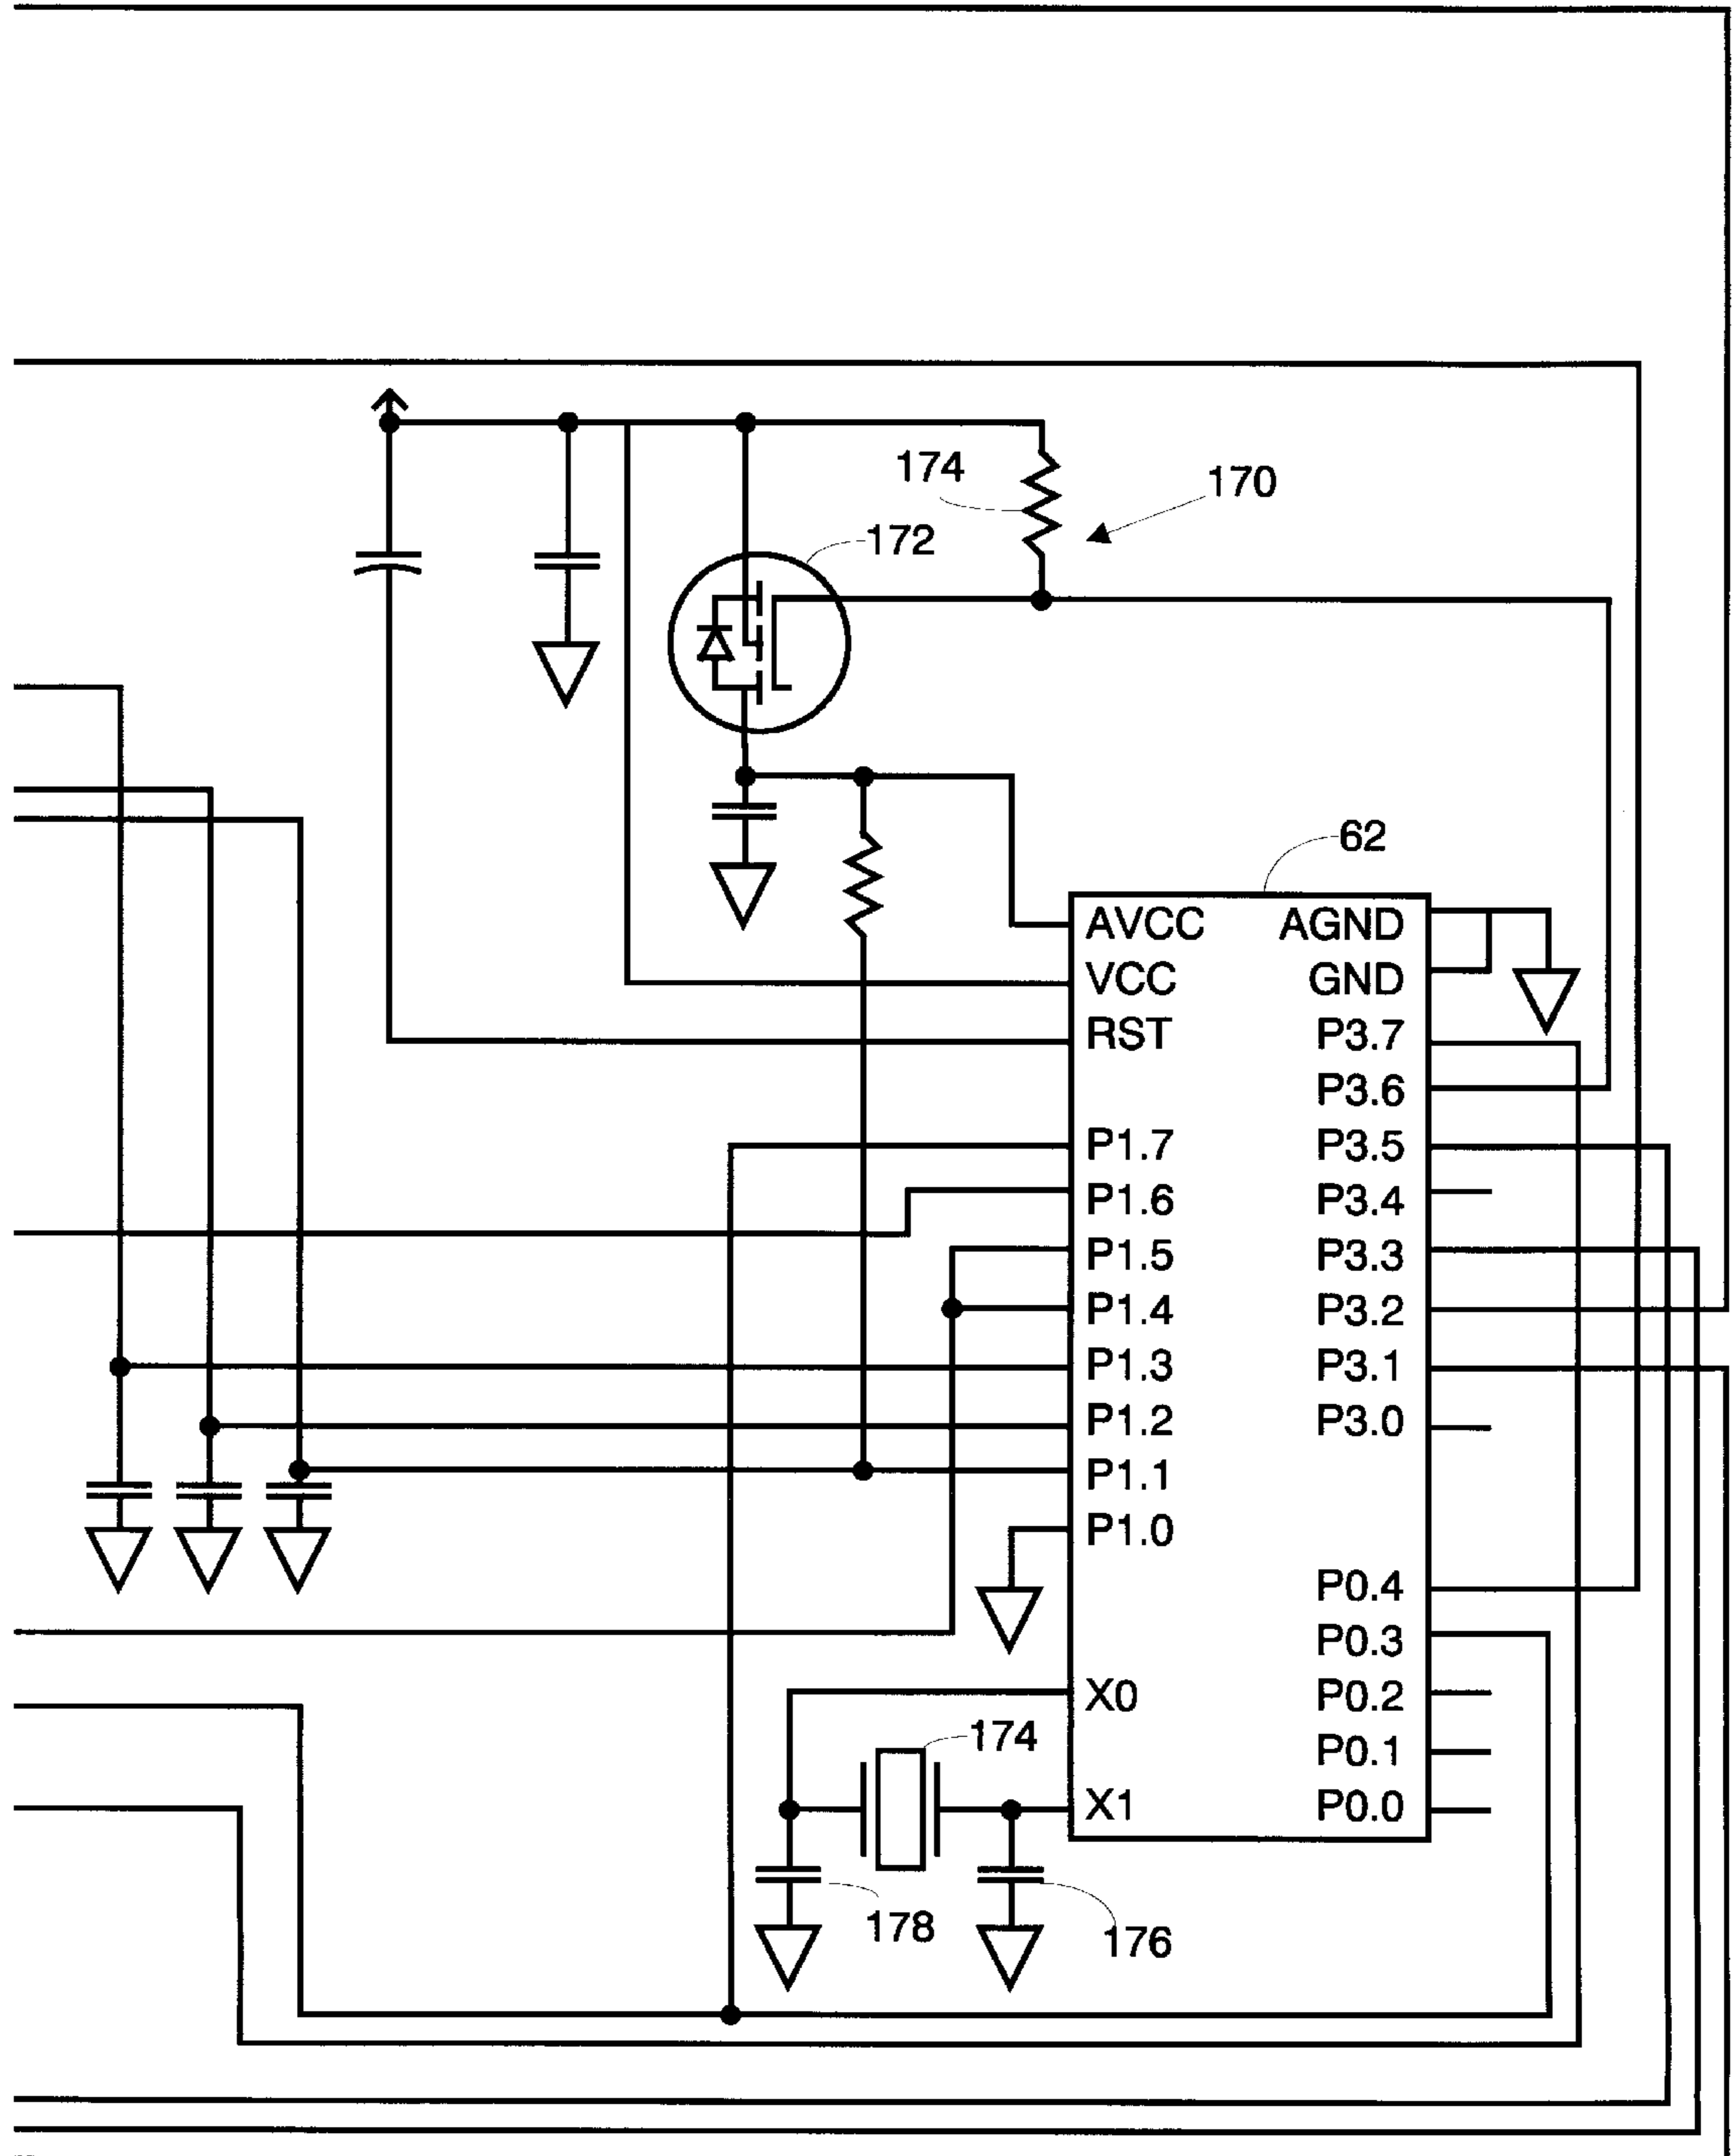 174
170
172
62
AVCC AGND
VCC GND
RST P3.7
P3.6
P1.7 P3.5
P1.6 P3.4
P1.5 P3.3
P1.4 P3.2
P1.3 P3.1
P1.2 P3.0
P1.1
P1.0
P0.4
P0.3
X0 P0.2
174
P0.1
X1 P0.0
178
176